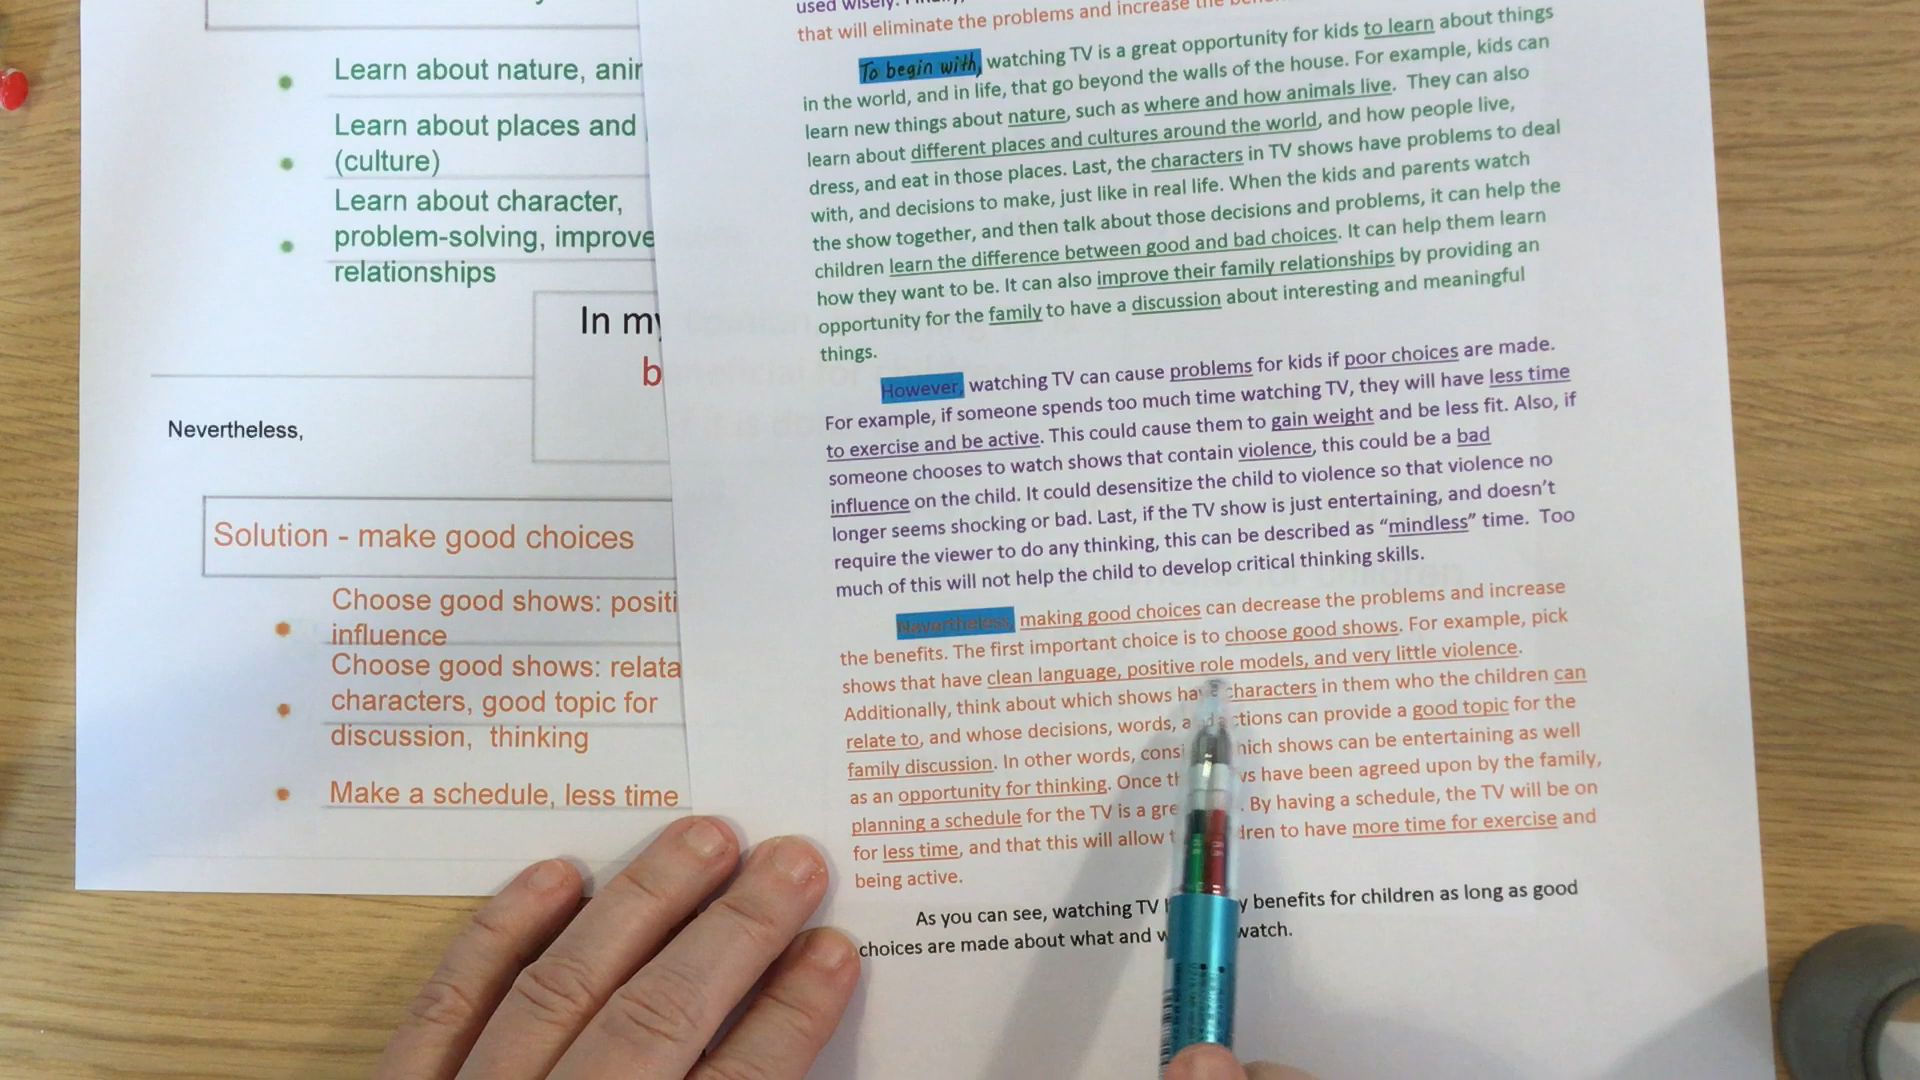 Learn about nature, anir
Learn about places and
(culture)
Learn about character,
problem-solving, improve
relationships
In my
b
Nevertheless,
Solution - make good choices
Choose good shows: positi
influence
Choose good shows: relata
characters, good topic for
discussion, thinking
Make a schedule, less time
used wisely.
that will eliminate the problems and increase the
To begin with, watching TV is a great opportunity for kids to learn about things
in the world, and in life, that go beyond the walls of the house. For example, kids can
learn new things about nature, such as where and how animals live. They can also
learn about different places and cultures around the world, and how people live,
dress, and eat in those places. Last, the characters in TV shows have problems to deal
with, and decisions to make, just like in real life. When the kids and parents watch
the show together, and then talk about those decisions and problems, it can help the
children learn the difference between good and bad choices. It can help them learn
how they want to be. It can also improve their family relationships by providing an
opportunity for the family to have a discussion about interesting and meaningful
things.
However, watching TV can cause problems for kids if poor choices are made.
For example, if someone spends too much time watching TV, they will have less time
to exercise and be active. This could cause them to gain weight and be less fit. Also, if
someone chooses to watch shows that contain violence, this could be a bad
influence on the child. It could desensitize the child to violence so that violence no
longer seems shocking or bad. Last, if the TV show is just entertaining, and doesn't
require the viewer to do any thinking, this can be described as “mindless” time. Too
much of this will not help the child to develop critical thinking skills.
Nevertheless, making good choices can decrease the problems and increase
the benefits. The first important choice is to choose good shows. For example, pick
shows that have clean language, positive role models, and very little violence.
Additionally, think about which shows have characters in them who the children can
relate to, and whose decisions, words, and actions can provide a good topic for the
family discussion. In other words, consi hich shows can be entertaining as well
as an opportunity for thinking. Once th ws have been agreed upon by the family,
planning a schedule for the TV is a gre . By having a schedule, the TV will be on
for less time, and that this will allow t dren to have more time for exercise and
being active.
As you can see, watching TV y benefits for children as long as good
choices are made about what and w watch.